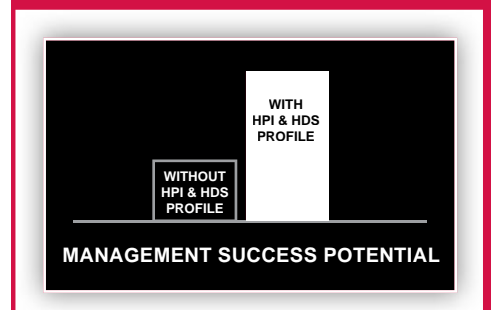 WITH
HPI & HDS
PROFILE
WITHOUT
HPI & HDS
PROFILE
MANAGEMENT SUCCESS POTENTIAL